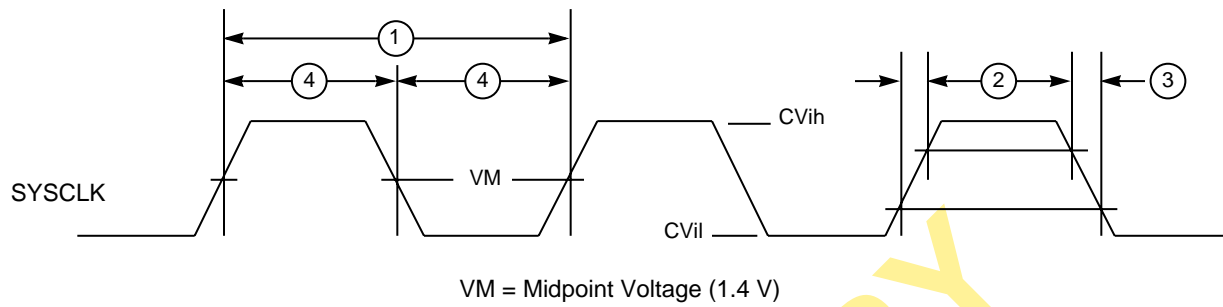 1
4 4 2 3
CVih
SYSCLK VM
CVil
VM = Midpoint Voltage (1.4 V)